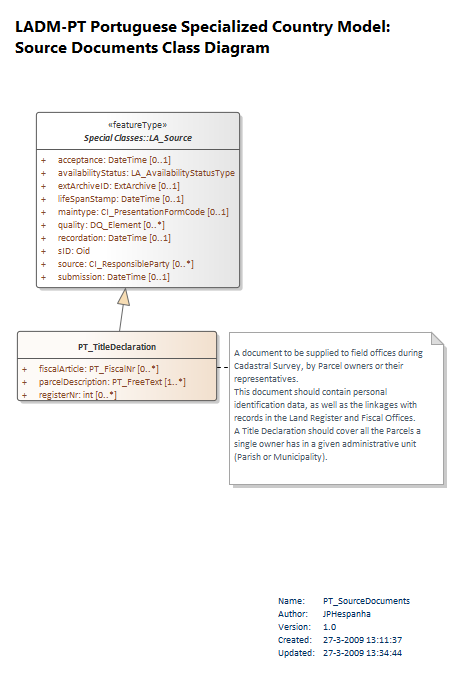 LADM-PT Portuguese Specialized Country Model:
Source Documents Class Diagram
«featureType»
Special Classes::LA_Source
+ acceptance: DateTime [0..1]
+ availabilityStatus: LA_AvailabilityStatusType
+ extArchiveID: ExtArchive [0..1]
+ lifeSpanStamp: DateTime [0..1]
+ maintype: CI_PresentationFormCode [0..1]
+ quality: DQ_Element [0..*]
+ recordation: DateTime [0..1]
+ sID: Oid
+ source: CI_ResponsibleParty [0..*]
+ submission: DateTime [0..1]
PT_TitleDeclaration
+ fiscalArticle: PT_FiscalNr [0..*]
+ parcelDescription: PT_FreeText [1..*]
+ registerNr: int [0..*]
A document to be supplied to field offices during
Cadastral Survey, by Parcel owners or their
representatives.
This document should contain personal
identification data, as well as the linkages with
records in the Land Register and Fiscal Offices.
A Title Declaration should cover all the Parcels a
single owner has in a given administrative unit
(Parish or Municipality).
Name: PT_SourceDocuments
Author: JPHespanha
Version: 1.0
Created: 27-3-2009 13:11:37
Updated: 27-3-2009 13:34:44